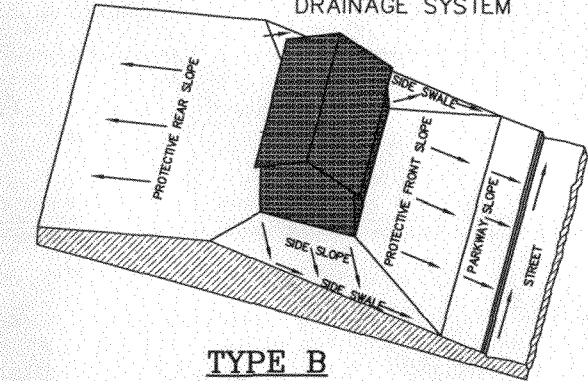 DRAINAGE SYSTEM
SIDE SWALE
PROTECTIVE REAR SLOPE
PROTECTIVE FRONT SLOPE
PARKWAY SLOPE
STREET
SIDE SLOPE
SIDE SWALE
TYPE B